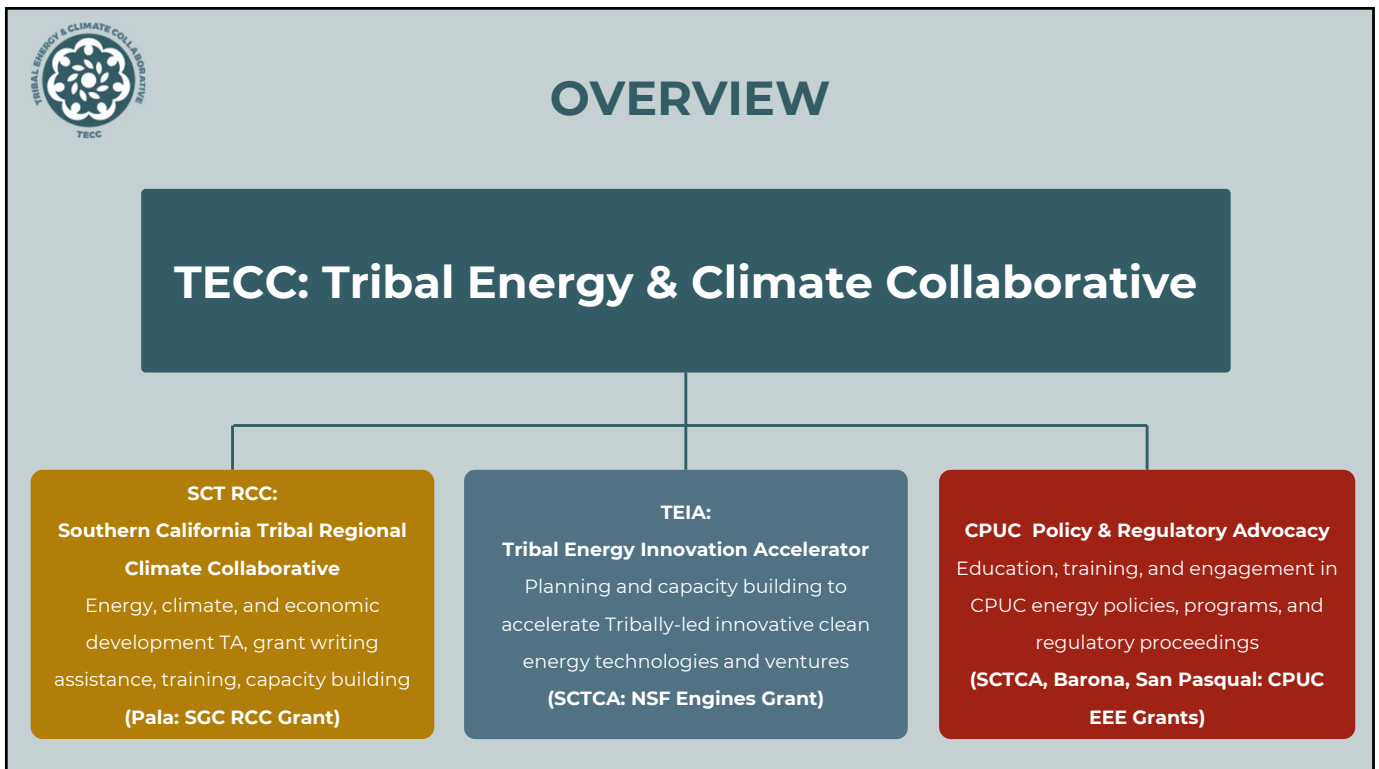 TRIBAL ENERGY & CLIMATE COLLABORATIVE
TECC
OVERVIEW
TECC: Tribal Energy & Climate Collaborative
SCT RCC:
Southern California Tribal Regional
Climate Collaborative
Energy, climate, and economic
development TA, grant writing
assistance, training, capacity building
(Pala: SGC RCC Grant)
TEIA:
Tribal Energy Innovation Accelerator
Planning and capacity building to
accelerate Tribally-led innovative clean
energy technologies and ventures
(SCTCA: NSF Engines Grant)
CPUC Policy & Regulatory Advocacy
Education, training, and engagement in
CPUC energy policies, programs, and
regulatory proceedings
(SCTCA, Barona, San Pasqual: CPUC
EEE Grants)